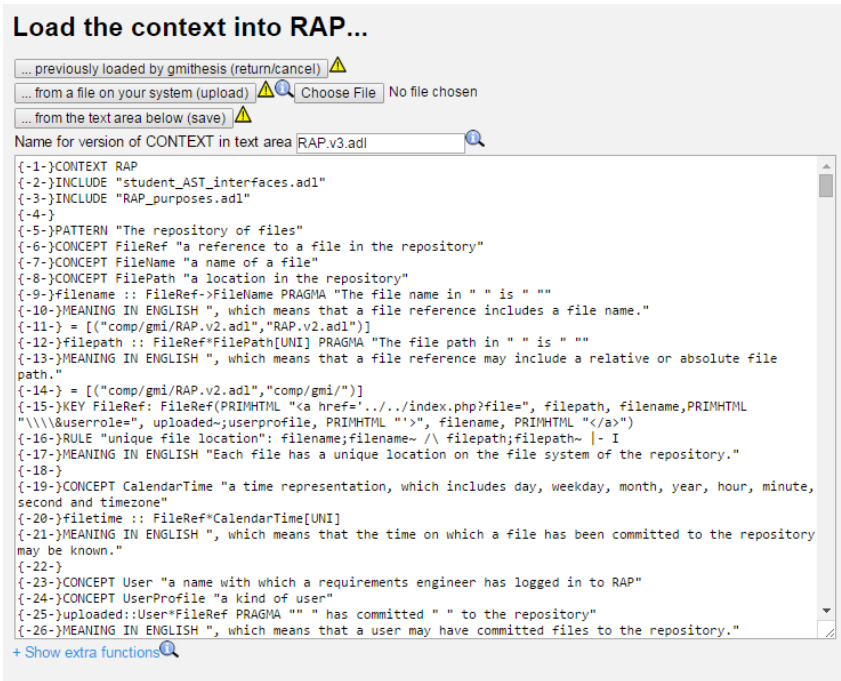 Load the context into RAP...
... previously loaded by gmithesis (return/cancel)
... from a file on your system (upload) Choose File No file chosen
... from the text area below (save)
Name for version of CONTEXT in text area RAP.v3.adl
{-1-}CONTEXT RAP
{-2-}INCLUDE "student_AST_interfaces.adl"
{-3-}INCLUDE "RAP_purposes.adl"
{-4-}
{-5-}PATTERN "The repository of files"
{-6-}CONCEPT FileRef "a reference to a file in the repository"
{-7-}CONCEPT FileName "a name of a file"
{-8-}CONCEPT FilePath "a location in the repository"
{-9-}filename :: FileRef->FileName PRAGMA "The file name in " " is " ""
{-10-}MEANING IN ENGLISH ", which means that a file reference includes a file name."
{-11-} = [("comp/gmi/RAP.v2.adl","RAP.v2.adl")]
{-12-}filepath :: FileRef*FilePath[UNI] PRAGMA "The file path in " " is " ""
{-13-}MEANING IN ENGLISH ", which means that a file reference may include a relative or absolute file
path."
{-14-} = [("comp/gmi/RAP.v2.adl","comp/gmi/")]
{-15-}KEY FileRef: FileRef(PRIMHTML "<a href='../../index.php?file=", filepath, filename,PRIMHTML
"\\\\&userrole=", uploaded~;userprofile, PRIMHTML "'>", filename, PRIMHTML "</a>")
{-16-}RULE "unique file location": filename;filename~ /\ filepath;filepath~ |- I
{-17-}MEANING IN ENGLISH "Each file has a unique location on the file system of the repository."
{-18-}
{-19-}CONCEPT CalendarTime "a time representation, which includes day, weekday, month, year, hour, minute,
second and timezone"
{-20-}filetime :: FileRef*CalendarTime[UNI]
{-21-}MEANING IN ENGLISH ", which means that the time on which a file has been committed to the repository
may be known."
{-22-}
{-23-}CONCEPT User "a name with which a requirements engineer has logged in to RAP"
{-24-}CONCEPT UserProfile "a kind of user"
{-25-}uploaded::User*FileRef PRAGMA "" " has committed " " to the repository"
{-26-}MEANING IN ENGLISH ", which means that a user may have committed files to the repository."
+ Show extra functions